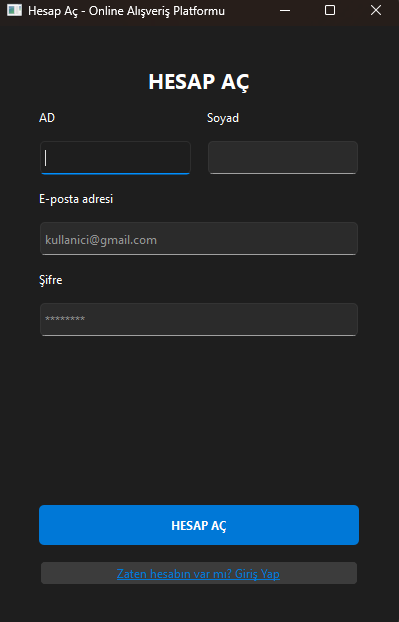 Hesap Aç - Online Alışveriş Platformu
HESAP AÇ
AD Soyad
E-posta adresi
kullanici@gmail.com
Şifre
********
HESAP AÇ
Zaten hesabın var mı? Giriş Yap